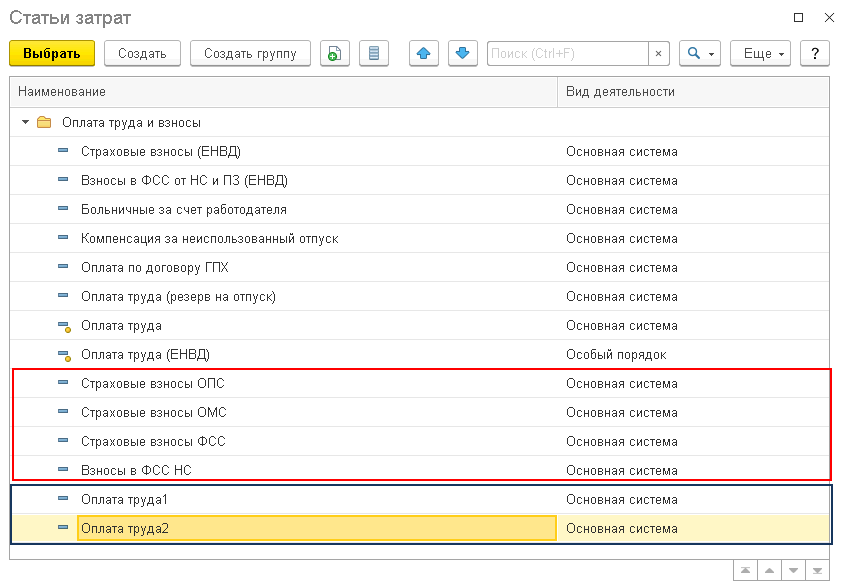 Статьи затрат
Выбрать Создать Создать группу Поиск (Ctrl+F) × Еще ?
Наименование Вид деятельности
Оплата труда и взносы
Страховые взносы (ЕНВД) Основная система
Взносы в ФСС от НС и ПЗ (ЕНВД) Основная система
Больничные за счет работодателя Основная система
Компенсация за неиспользованный отпуск Основная система
Оплата по договору ГПХ Основная система
Оплата труда (резерв на отпуск) Основная система
Оплата труда Основная система
Оплата труда (ЕНВД) Особый порядок
Страховые взносы ОПС Основная система
Страховые взносы ОМС Основная система
Страховые взносы ФСС Основная система
Взносы в ФСС НС Основная система
Оплата труда1 Основная система
Оплата труда2 Основная система